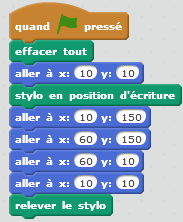 quand pressé
effacer tout
aller à x: 10 y: 10
stylo en position d'écriture
aller à x: 10 y: 150
aller à x: 60 y: 150
aller à x: 60 y: 10
aller à x: 10 y: 10
relever le stylo